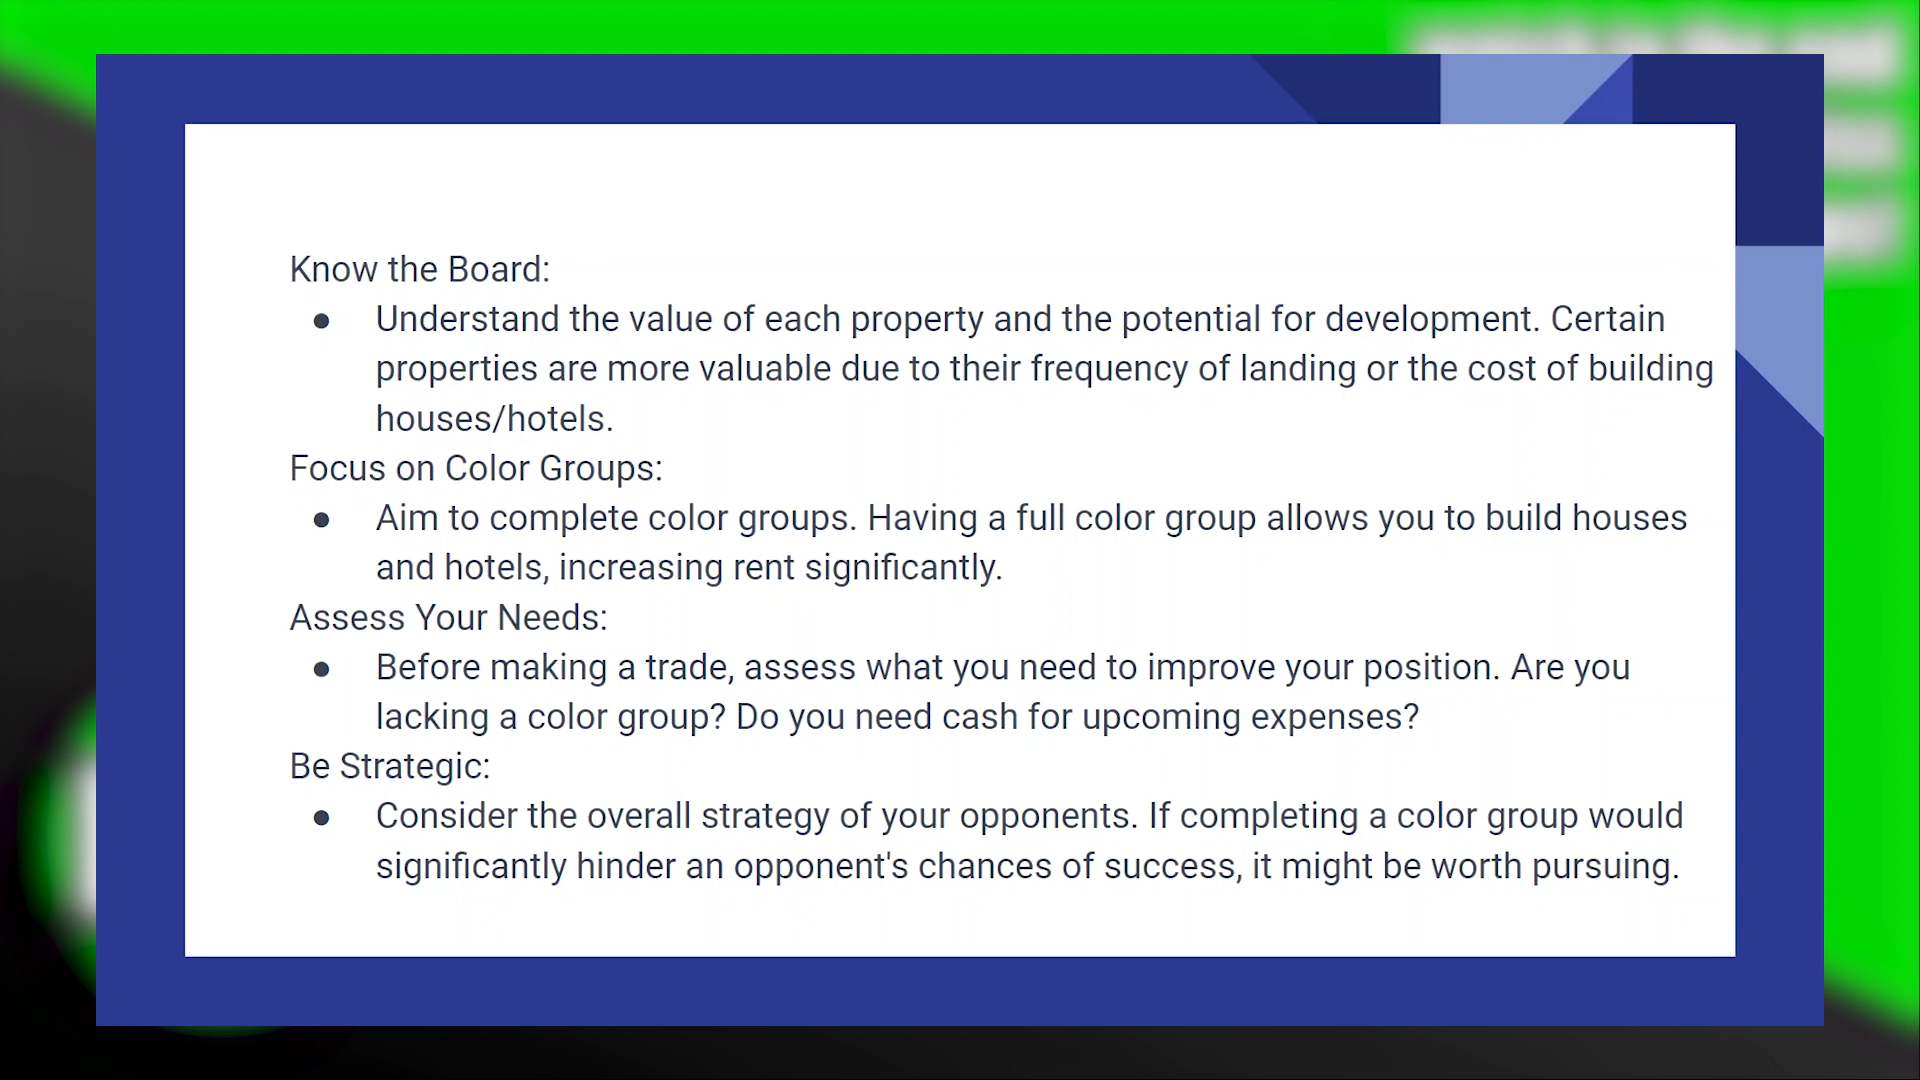 Know the Board:
● Understand the value of each property and the potential for development. Certain
properties are more valuable due to their frequency of landing or the cost of building
houses/hotels.
Focus on Color Groups:
● Aim to complete color groups. Having a full color group allows you to build houses
and hotels, increasing rent significantly.
Assess Your Needs:
● Before making a trade, assess what you need to improve your position. Are you
lacking a color group? Do you need cash for upcoming expenses?
Be Strategic:
● Consider the overall strategy of your opponents. If completing a color group would
significantly hinder an opponent's chances of success, it might be worth pursuing.